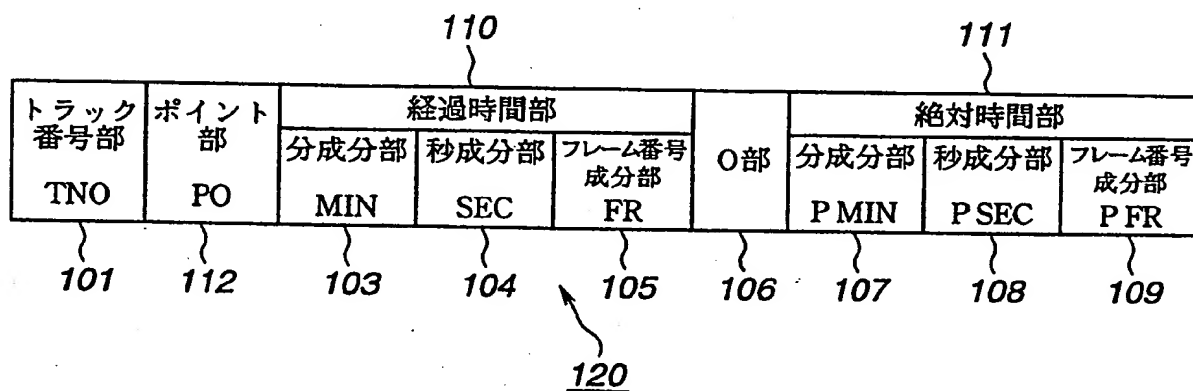 110
111
トラック番号部
TNO
ポイント部
PO
経過時間部
分成分部
MIN
秒成分部
SEC
フレーム番号成分部
FR
O部
絶対時間部
分成分部
P MIN
秒成分部
P SEC
フレーム番号成分部
P FR
101
112
103
104
105
106
107
108
109
120